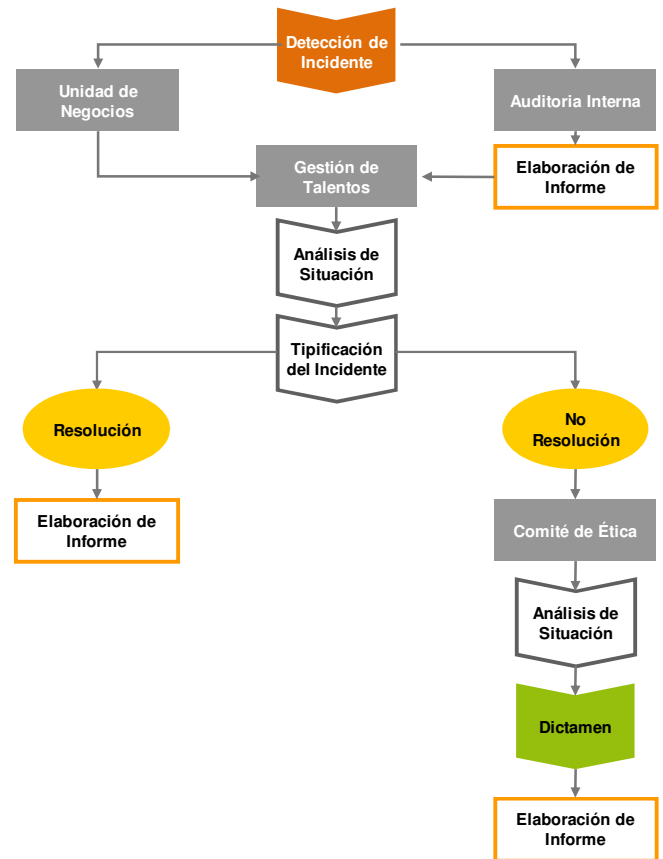 Detección de
Incidente
Unidad de
Negocios
Auditoria Interna
Gestión de
Talentos
Elaboración de
Informe
Análisis de
Situación
Tipificación
del Incidente
Resolución
No
Resolución
Elaboración de
Informe
Comité de Ética
Análisis de
Situación
Dictamen
Elaboración de
Informe